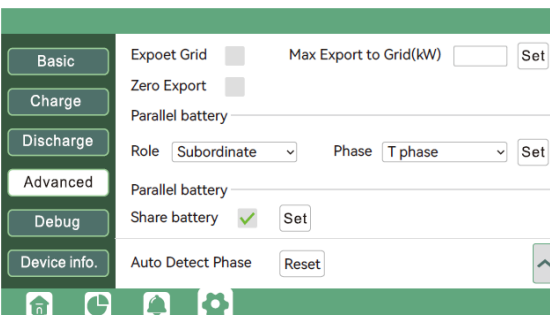 Basic
Charge
Discharge
Advanced
Debug
Device info.
Expoet Grid Max Export to Grid(kW) Set
Zero Export
Parallel battery
Role Subordinate Phase T phase Set
Parallel battery
Share battery Set
Auto Detect Phase Reset